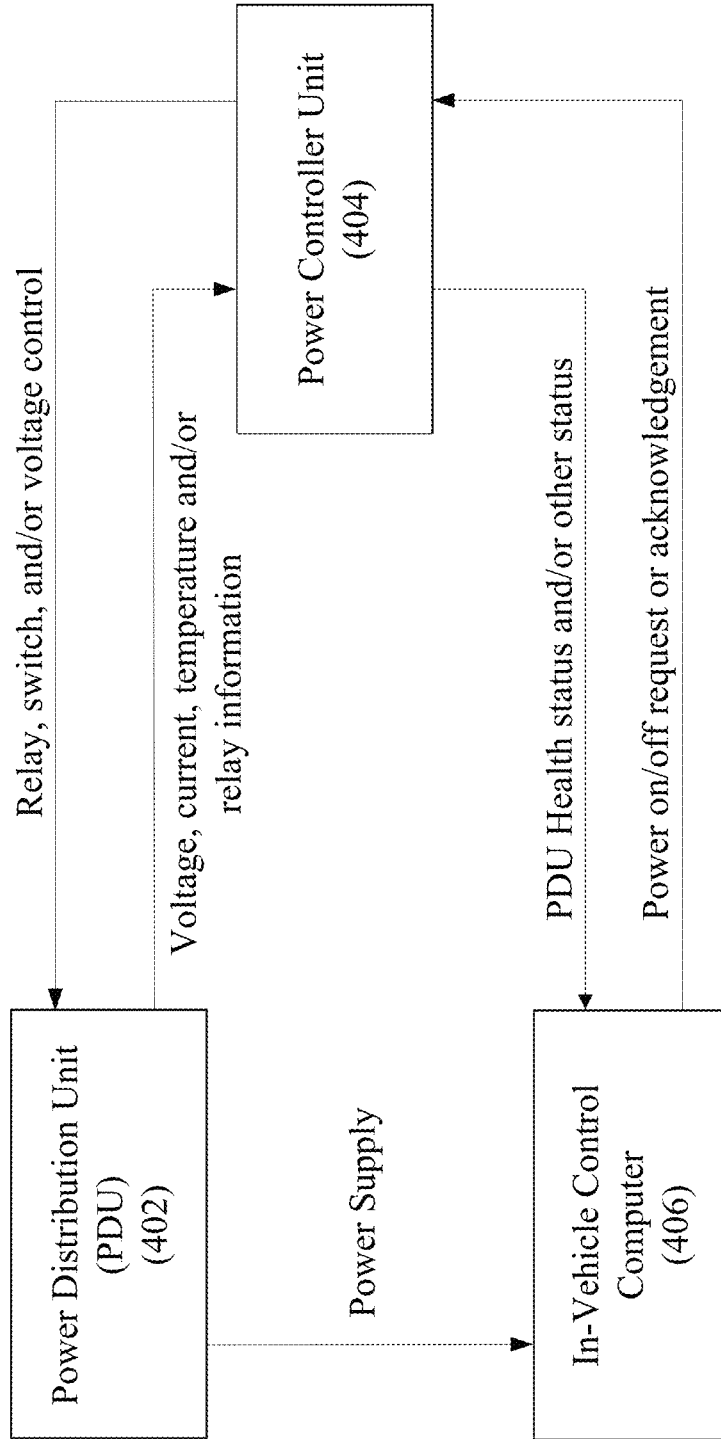 Power Distribution Unit
(PDU)
(402)
Relay, switch, and/or voltage control
Voltage, current, temperature and/or
relay information
Power Controller Unit
(404)
Power Supply
In-Vehicle Control
Computer
(406)
PDU Health status and/or other status
Power on/off request or acknowledgement